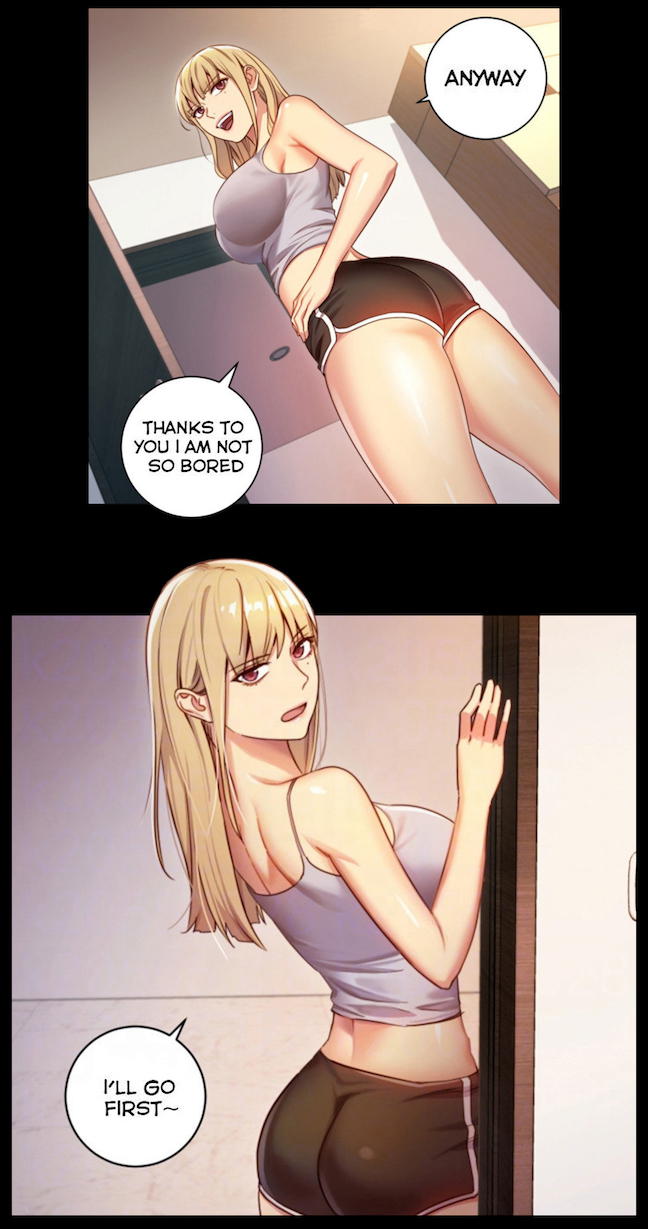 ANYWAY
THANKS TO
YOU I AM NOT
SO BORED
I'LL GO
FIRST~